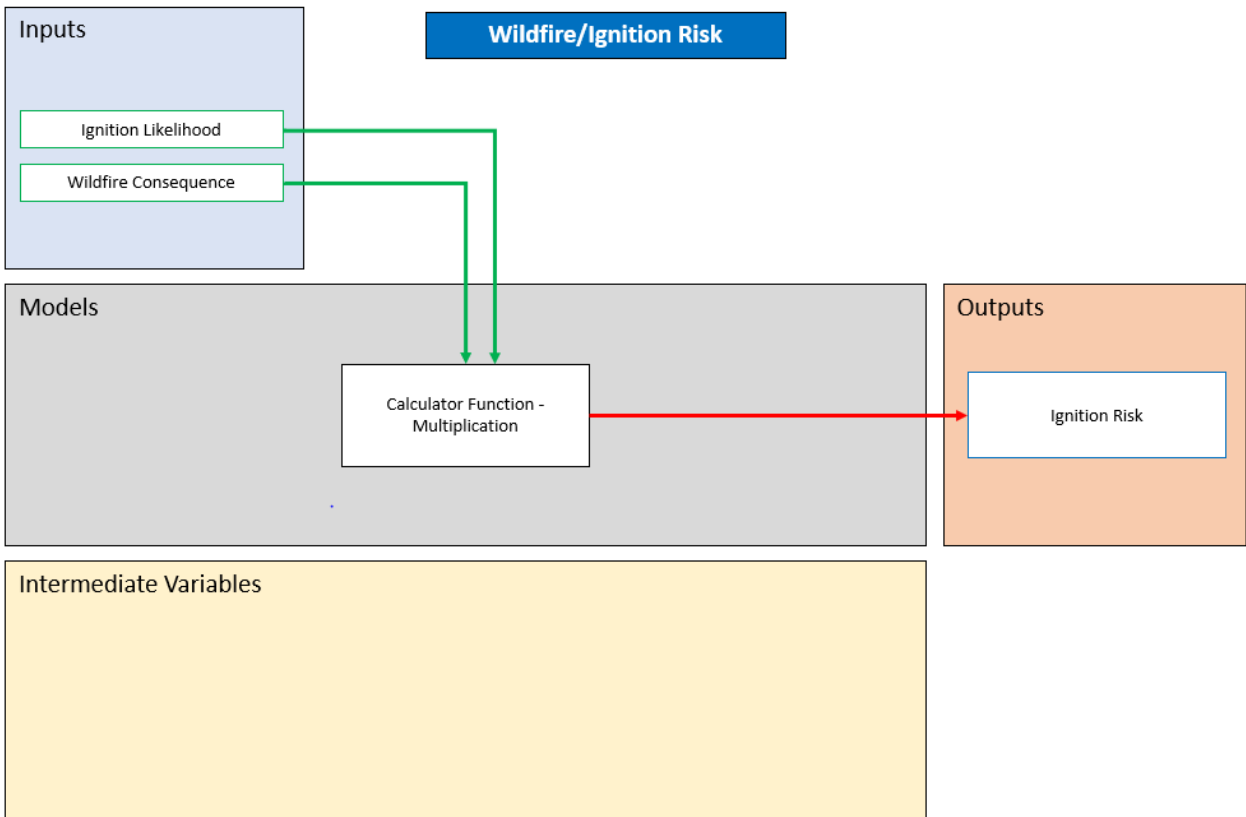 Inputs
Wildfire/Ignition Risk
Ignition Likelihood
Wildfire Consequence
Models
Outputs
Calculator Function -
Multiplication
Ignition Risk
Intermediate Variables